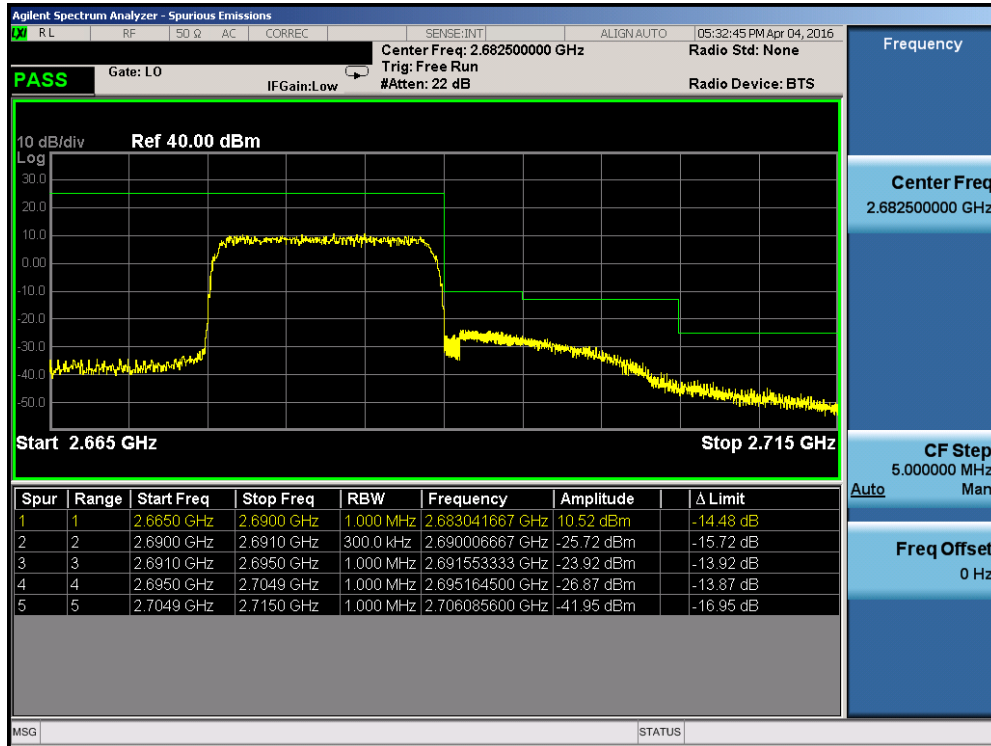 Agilent Spectrum Analyzer - Spurious Emissions
LXI RL RF 50 Ω AC CORREC SENSE:INT ALIGN AUTO 05:32:45 PM Apr 04, 2016
Center Freq: 2.682500000 GHz Radio Std: None
Trig: Free Run
PASS Gate: LO IFGain:Low #Atten: 22 dB Radio Device: BTS
10 dB/div Ref 40.00 dBm
Log
30.0
20.0
10.0
0.00
-10.0
-20.0
-30.0
-40.0
-50.0
Start 2.665 GHz Stop 2.715 GHz
Spur Range Start Freq Stop Freq RBW Frequency Amplitude Δ Limit
1 1 2.6650 GHz 2.6900 GHz 1.000 MHz 2.683041667 GHz 10.52 dBm -14.48 dB
2 2 2.6900 GHz 2.6910 GHz 300.0 kHz 2.690006667 GHz -25.72 dBm -15.72 dB
3 3 2.6910 GHz 2.6950 GHz 1.000 MHz 2.691553333 GHz -23.92 dBm -13.92 dB
4 4 2.6950 GHz 2.7049 GHz 1.000 MHz 2.695164500 GHz -26.87 dBm -13.87 dB
5 5 2.7049 GHz 2.7150 GHz 1.000 MHz 2.706085600 GHz -41.95 dBm -16.95 dB
MSG STATUS
Frequency
Center Freq
2.682500000 GHz
CF Step
5.000000 MHz
Auto Man
Freq Offset
0 Hz